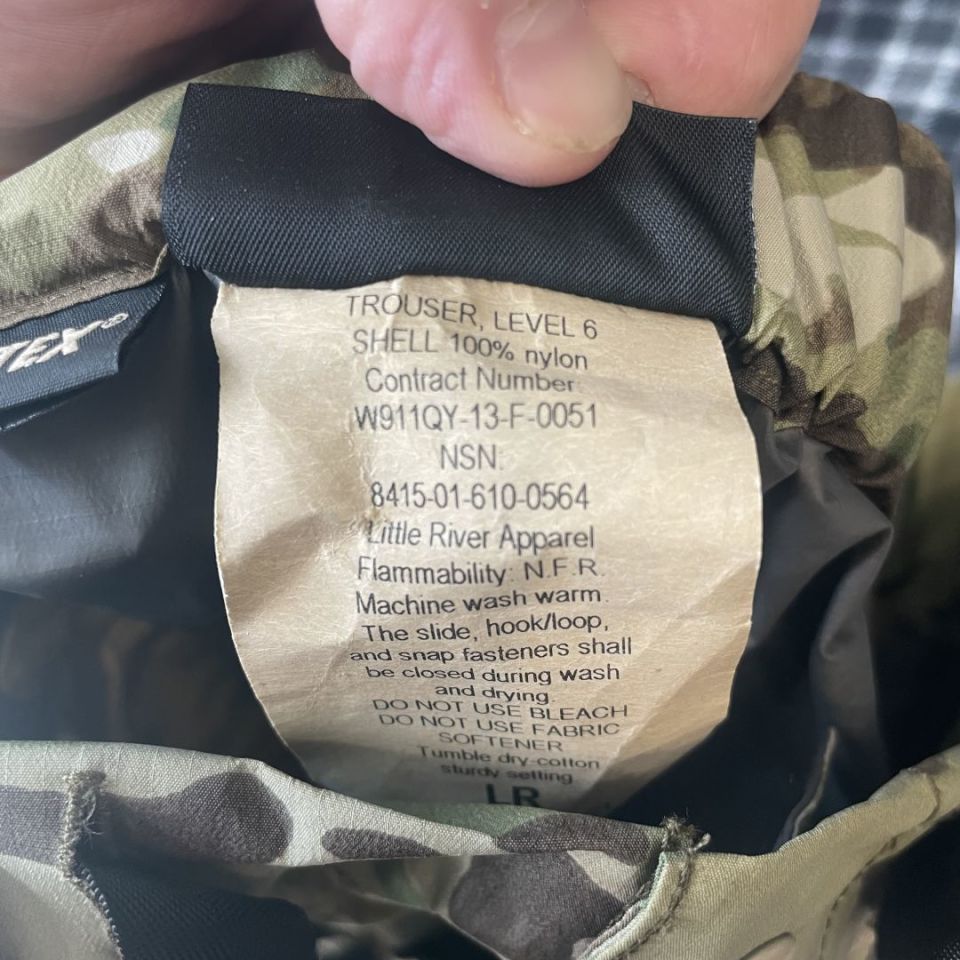 TEX®
TROUSER, LEVEL 6
SHELL 100% nylon
Contract Number:
W911QY-13-F-0051
NSN:
8415-01-610-0564
Little River Apparel
Flammability: N.F.R.
Machine wash warm.
The slide, hook/loop,
and snap fasteners shall
be closed during wash
and drying.
DO NOT USE BLEACH
DO NOT USE FABRIC
SOFTENER
Tumble dry-cotton
sturdy setting
LR